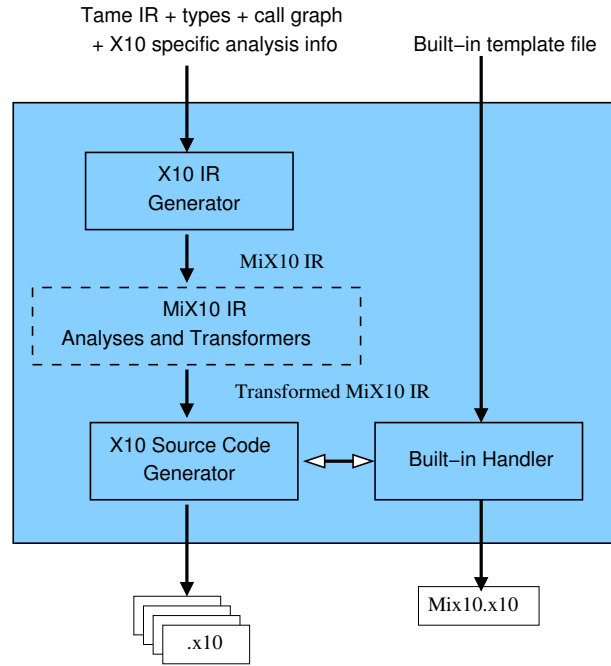 Tame IR + types + call graph
+ X10 specific analysis info
Built−in template file
X10 IR
Generator
MiX10 IR
MiX10 IR
Analyses and Transformers
Transformed MiX10 IR
X10 Source Code
Generator
Built−in Handler
Mix10.x10
.x10